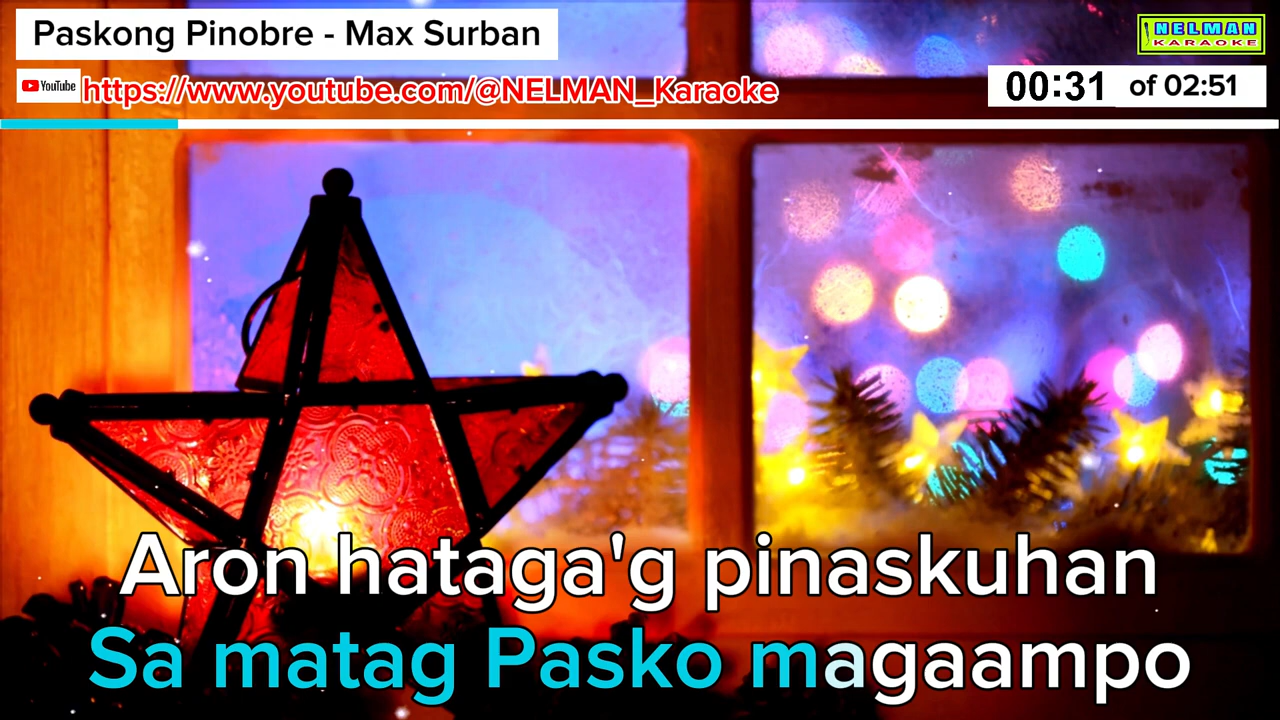 Paskong Pinobre - Max Surban
NELMAN
KARAOKE
YouTube https://www.youtube.com/@NELMAN_Karaoke
00:31 of 02:51
Aron hataga'g pinaskuhan
Sa matag Pasko magaampo